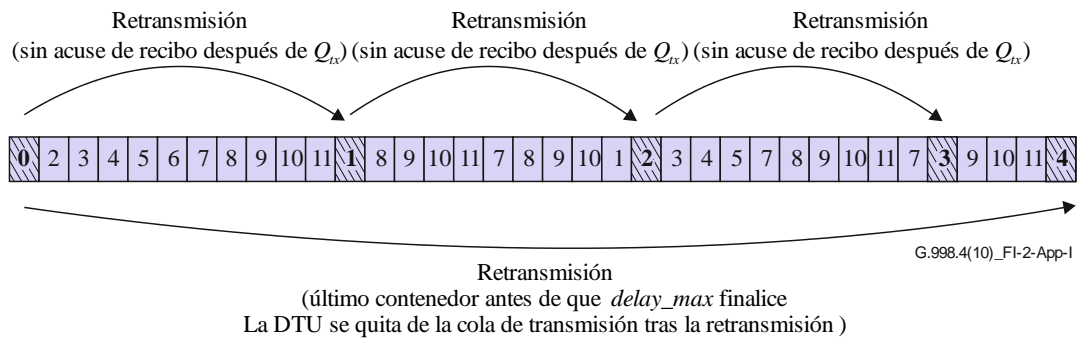 Retransmisión Retransmisión Retransmisión
(sin acuse de recibo después de Qtx) (sin acuse de recibo después de Qtx) (sin acuse de recibo después de Qtx)
0 2 3 4 5 6 7 8 9 10 11 1 8 9 10 11 7 8 9 10 1 2 3 4 5 7 8 9 10 11 7 3 9 10 11 4
G.998.4(10)_FI-2-App-I
Retransmisión
(último contenedor antes de que delay_max finalice
La DTU se quita de la cola de transmisión tras la retransmisión )